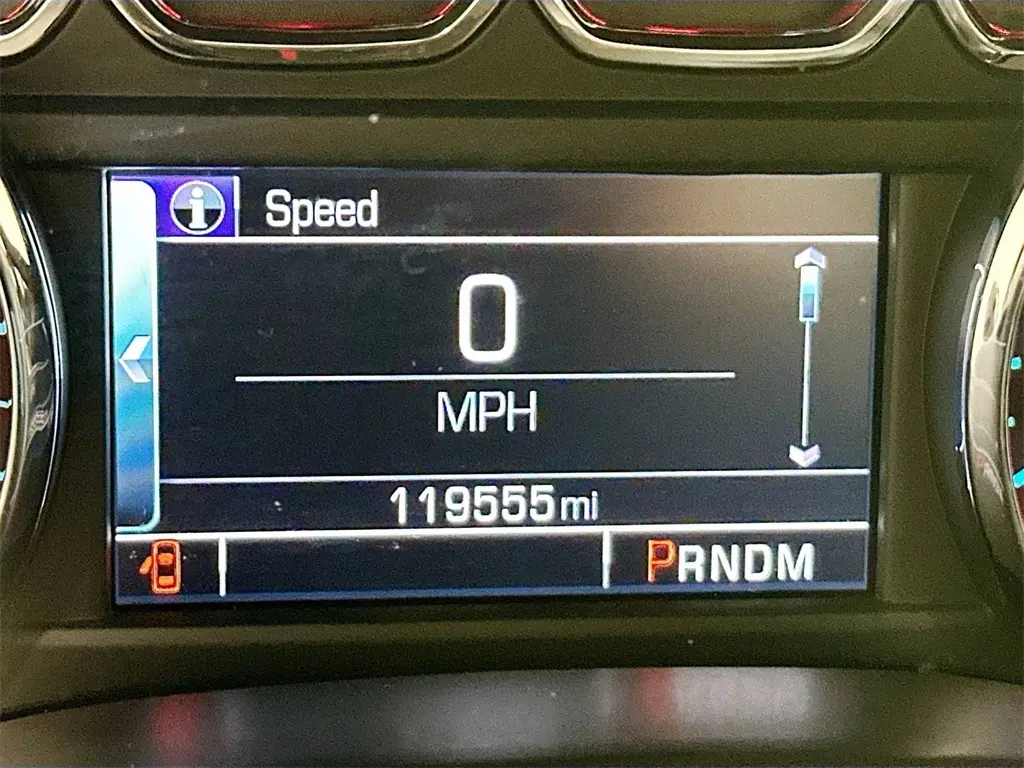 Speed
0
MPH
119555mi
PRNDM